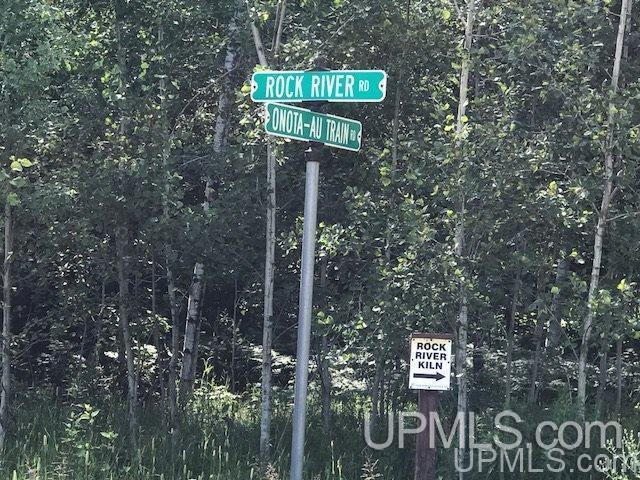 ROCK RIVER RD
ONOTA-AU TRAIN RD
ROCK
RIVER
KILN
UPMLS.com
UPMLS.com